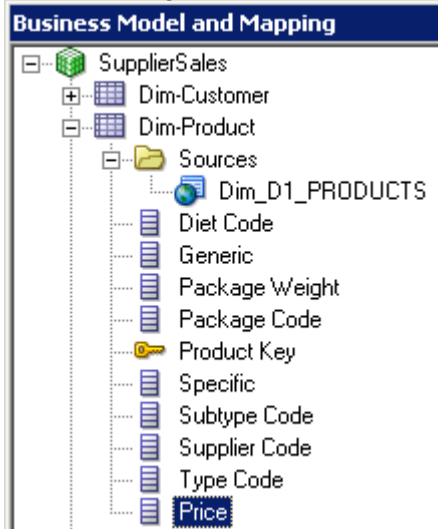 Business Model and Mapping
SupplierSales
Dim-Customer
Dim-Product
Sources
Dim_D1_PRODUCTS
Diet Code
Generic
Package Weight
Package Code
Product Key
Specific
Subtype Code
Supplier Code
Type Code
Price